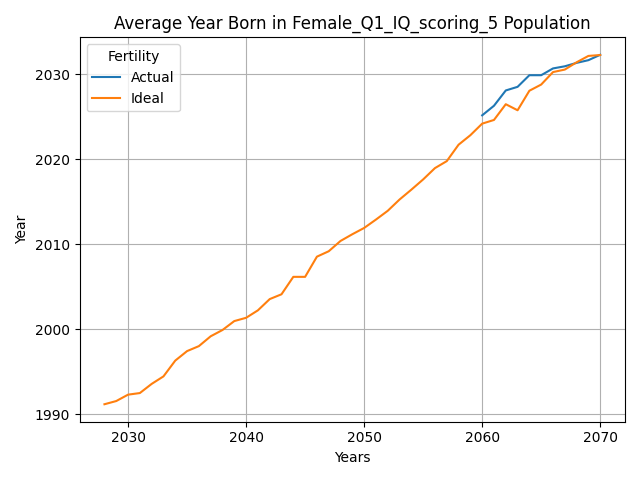 Average Year Born in Female_Q1_IQ_scoring_5 Population
Fertility
Actual
Ideal
Year
2030
2020
2010
2000
1990
2030 2040 2050 2060 2070
Years